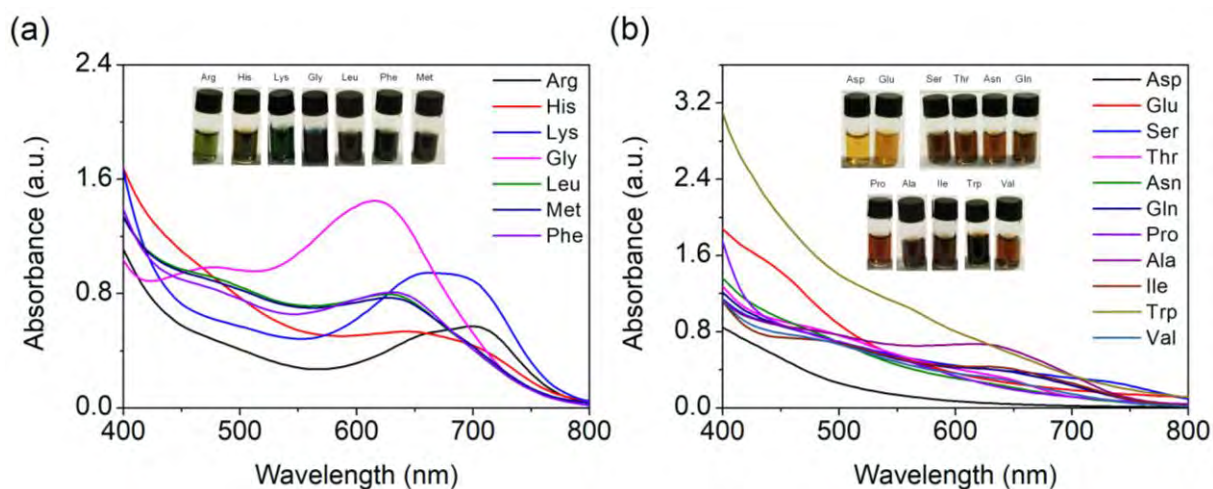 (a)
2.4
1.6
0.8
0.0
Absorbance (a.u.)
400 500 600 700 800
Wavelength (nm)
Arg His Lys Gly Leu Phe Met
Arg
His
Lys
Gly
Leu
Met
Phe
(b)
3.2
2.4
1.6
0.8
0.0
Absorbance (a.u.)
400 500 600 700 800
Wavelength (nm)
Asp Glu Ser Thr Asn Gln
Pro Ala Ile Trp Val
Asp
Glu
Ser
Thr
Asn
Gln
Pro
Ala
Ile
Trp
Val